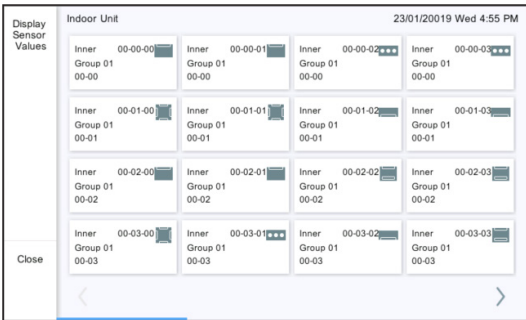 Display
Sensor
Values
Indoor Unit 23/01/20019 Wed 4:55 PM
Inner 00-00-00 Inner 00-00-01 Inner 00-00-02 Inner 00-00-03
Group 01 Group 01 Group 01 Group 01
00-00 00-00 00-00 00-00
Inner 00-01-00 Inner 00-01-01 Inner 00-01-02 Inner 00-01-03
Group 01 Group 01 Group 01 Group 01
00-01 00-01 00-01 00-01
Inner 00-02-00 Inner 00-02-01 Inner 00-02-02 Inner 00-02-03
Group 01 Group 01 Group 01 Group 01
00-02 00-02 00-02 00-02
Inner 00-03-00 Inner 00-03-01 Inner 00-03-02 Inner 00-03-03
Group 01 Group 01 Group 01 Group 01
00-03 00-03 00-03 00-03
Close